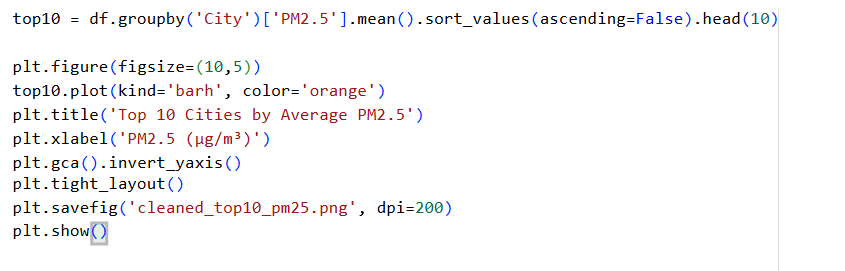 top10 = df.groupby('City')['PM2.5'].mean().sort_values(ascending=False).head(10)
plt.figure(figsize=(10,5))
top10.plot(kind='barh', color='orange')
plt.title('Top 10 Cities by Average PM2.5')
plt.xlabel('PM2.5 (µg/m³)')
plt.gca().invert_yaxis()
plt.tight_layout()
plt.savefig('cleaned_top10_pm25.png', dpi=200)
plt.show()